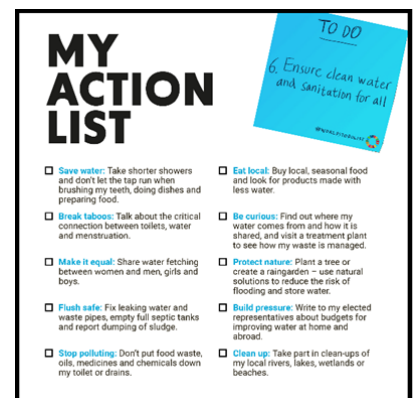 MY
ACTION
LIST
TO DO
6. Ensure clean water
and sanitation for all
Save water: Take shorter showers
and don't let the tap run when
brushing my teeth, doing dishes and
preparing food.
Break taboos: Talk about the critical
connection between toilets, water
and menstruation.
Make it equal: Share water fetching
between women and men, girls and
boys.
Flush safe: Fix leaking water and
waste pipes, empty full septic tanks
and report dumping of sludge.
Stop polluting: Don't put food waste,
oils, medicines and chemicals down
my toilet or drains.
Eat local: Buy local, seasonal food
and look for products made with
less water.
Be curious: Find out where my
water comes from and how it is
shared, and visit a treatment plant
to see how my waste is managed.
Protect nature: Plant a tree or
create a raingarden – use natural
solutions to reduce the risk of
flooding and store water.
Build pressure: Write to my elected
representatives about budgets for
improving water at home and
abroad.
Clean up: Take part in clean-ups of
my local rivers, lakes, wetlands or
beaches.